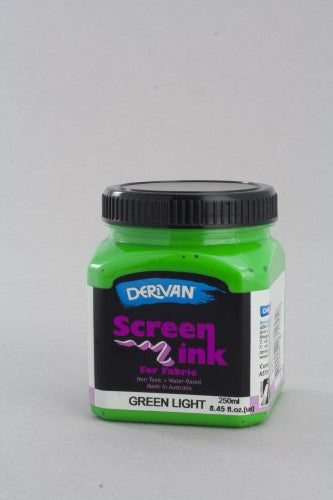 DERIVAN
Screen
ink
For Fabric
Non-Toxic • Water-Based
Made in Australia
GREEN LIGHT
250ml
8.45 fl.oz.(us)
DERIVAN